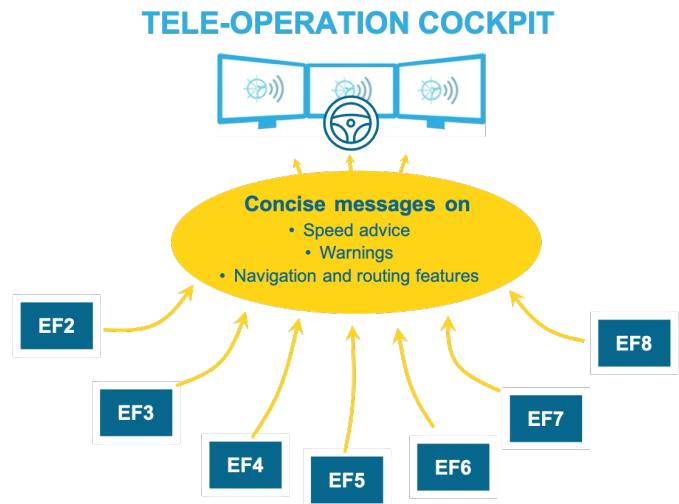 TELE-OPERATION COCKPIT
Concise messages on
• Speed advice
• Warnings
• Navigation and routing features
EF2
EF3
EF4
EF5
EF6
EF7
EF8